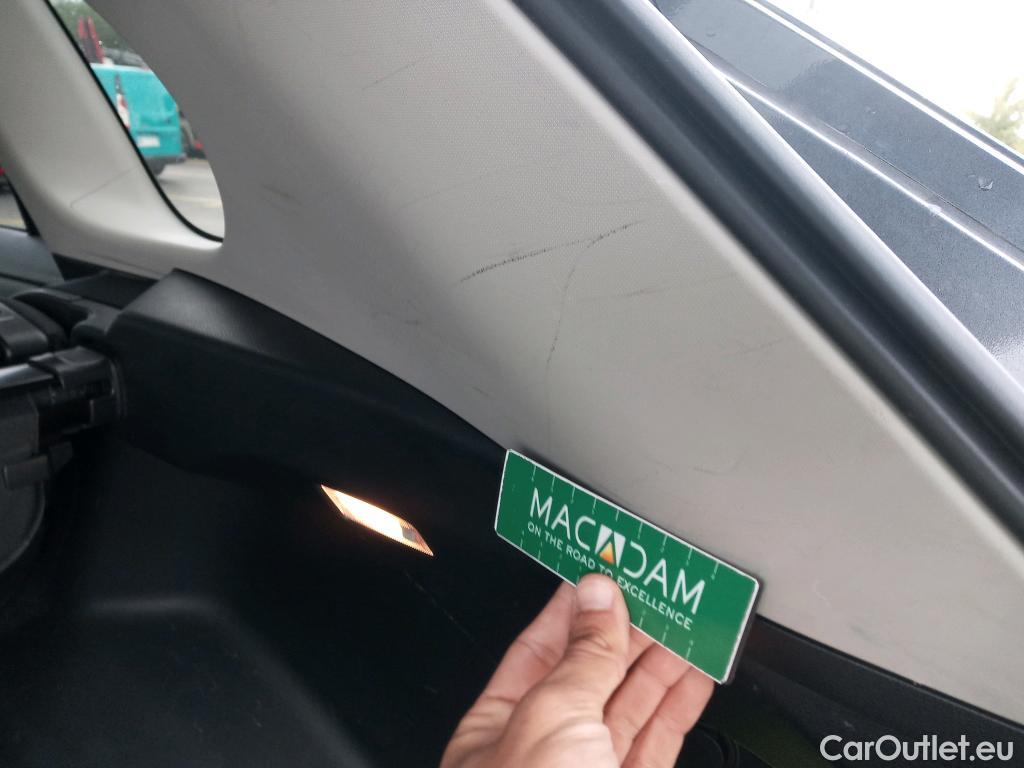 MACADAM
ON THE ROAD TO EXCELLENCE
CarOutlet.eu